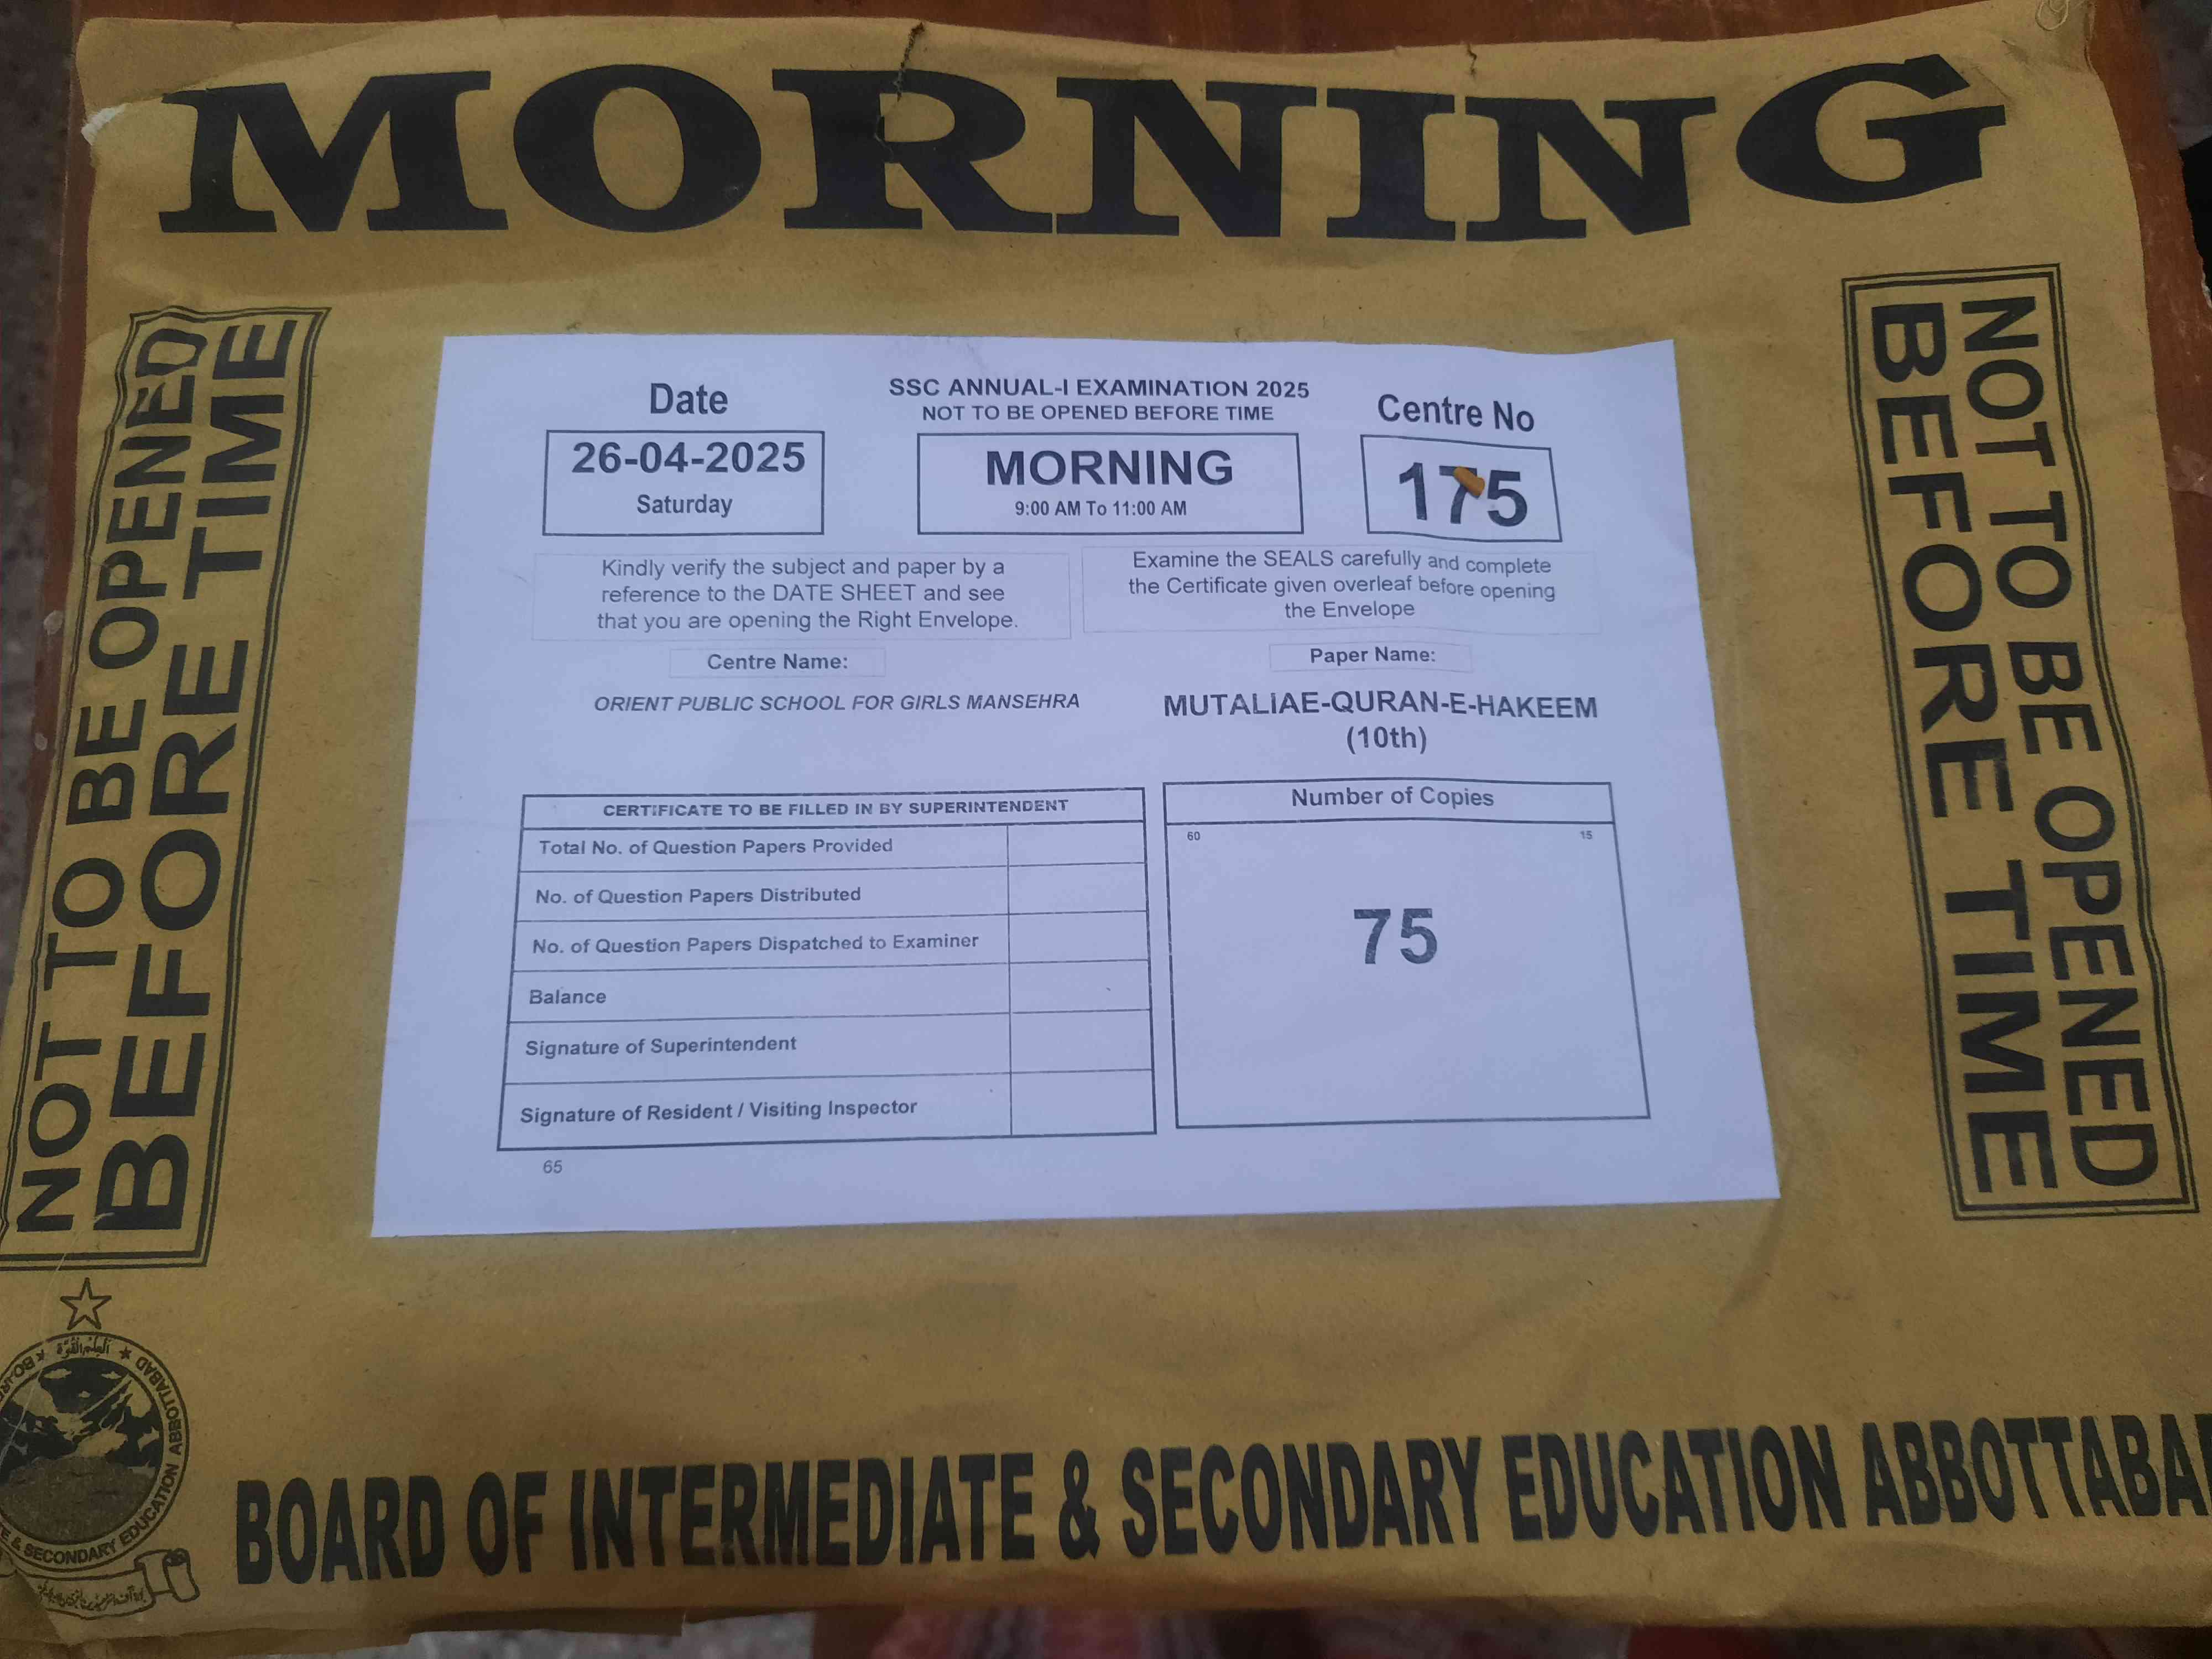 MORNING
NOT TO BE OPENED
BEFORE TIME
NOT TO BE OPENED
BEFORE TIME
Date
26-04-2025
Saturday
SSC ANNUAL-I EXAMINATION 2025
NOT TO BE OPENED BEFORE TIME
MORNING
9:00 AM To 11:00 AM
Centre No
175
Kindly verify the subject and paper by a
reference to the DATE SHEET and see
that you are opening the Right Envelope.
Examine the SEALS carefully and complete
the Certificate given overleaf before opening
the Envelope
Centre Name:
ORIENT PUBLIC SCHOOL FOR GIRLS MANSEHRA
Paper Name:
MUTALIAE-QURAN-E-HAKEEM
(10th)
CERTIFICATE TO BE FILLED IN BY SUPERINTENDENT
Total No. of Question Papers Provided
No. of Question Papers Distributed
No. of Question Papers Dispatched to Examiner
Balance
Signature of Superintendent
Signature of Resident / Visiting Inspector
Number of Copies
60 15
75
65
& SECONDARY EDUCATION ABBOTTABAD
BOARD OF INTERMEDIATE & SECONDARY EDUCATION ABBOTTABA